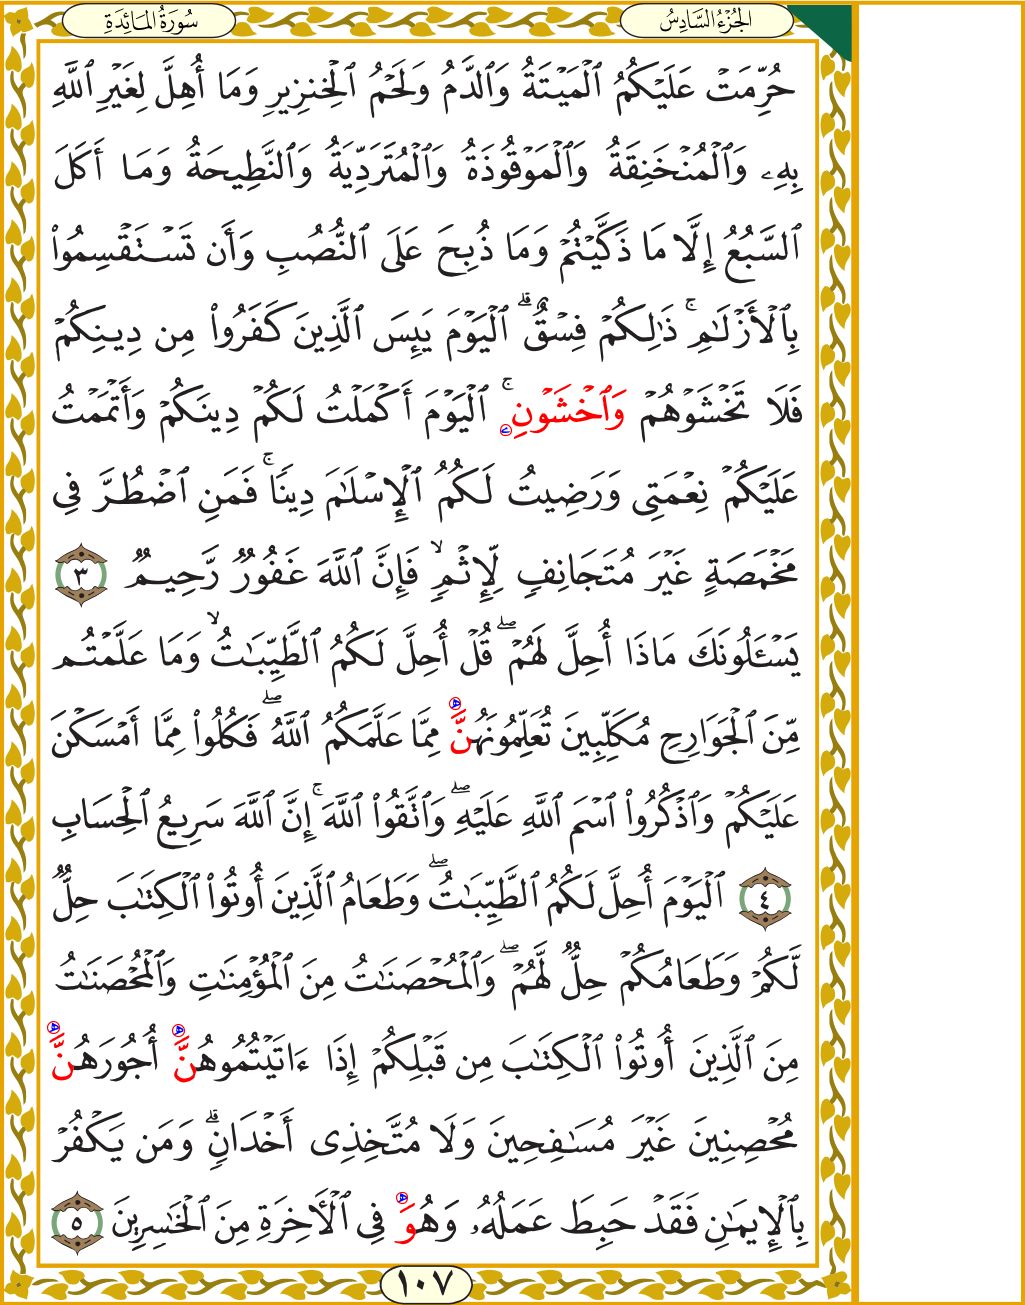 الجُزْءُ السَّادِسُ
سُورَةُ المَائِدَةِ
حُرِّمَتۡ عَلَيۡكُمُ ٱلۡمَيۡتَةُ وَٱلدَّمُ وَلَحۡمُ ٱلۡخِنزِيرِ وَمَآ أُهِلَّ لِغَيۡرِ ٱللَّهِ
بِهِۦ وَٱلۡمُنۡخَنِقَةُ وَٱلۡمَوۡقُوذَةُ وَٱلۡمُتَرَدِّيَةُ وَٱلنَّطِيحَةُ وَمَآ أَكَلَ
ٱلسَّبُعُ إِلَّا مَا ذَكَّيۡتُمۡ وَمَا ذُبِحَ عَلَى ٱلنُّصُبِ وَأَن تَسۡتَقۡسِمُواْ
بِٱلۡأَزۡلَٰمِۚ ذَٰلِكُمۡ فِسۡقٌۗ ٱلۡيَوۡمَ يَئِسَ ٱلَّذِينَ كَفَرُواْ مِن دِينِكُمۡ
فَلَا تَخۡشَوۡهُمۡ وَٱخۡشَوۡنِۦۚ ٱلۡيَوۡمَ أَكۡمَلۡتُ لَكُمۡ دِينَكُمۡ وَأَتۡمَمۡتُ
عَلَيۡكُمۡ نِعۡمَتِي وَرَضِيتُ لَكُمُ ٱلۡإِسۡلَٰمَ دِينٗاۚ فَمَنِ ٱضۡطُرَّ فِي
مَخۡمَصَةٍ غَيۡرَ مُتَجَانِفٖ لِّإِثۡمٖۙ فَإِنَّ ٱللَّهَ غَفُورٞ رَّحِيمٞ ٣
يَسۡـَٔلُونَكَ مَاذَآ أُحِلَّ لَهُمۡۖ قُلۡ أُحِلَّ لَكُمُ ٱلطَّيِّبَٰتُۙ وَمَا عَلَّمۡتُم
مِّنَ ٱلۡجَوَارِحِ مُكَلِّبِينَ تُعَلِّمُونَهُنَّ مِمَّا عَلَّمَكُمُ ٱللَّهُۖ فَكُلُواْ مِمَّآ أَمۡسَكۡنَ
عَلَيۡكُمۡ وَٱذۡكُرُواْ ٱسۡمَ ٱللَّهِ عَلَيۡهِۖ وَٱتَّقُواْ ٱللَّهَۚ إِنَّ ٱللَّهَ سَرِيعُ ٱلۡحِسَابِ
٤ ٱلۡيَوۡمَ أُحِلَّ لَكُمُ ٱلطَّيِّبَٰتُۖ وَطَعَامُ ٱلَّذِينَ أُوتُواْ ٱلۡكِتَٰبَ حِلّٞ
لَّكُمۡ وَطَعَامُكُمۡ حِلّٞ لَّهُمۡۖ وَٱلۡمُحۡصَنَٰتُ مِنَ ٱلۡمُؤۡمِنَٰتِ وَٱلۡمُحۡصَنَٰتُ
مِنَ ٱلَّذِينَ أُوتُواْ ٱلۡكِتَٰبَ مِن قَبۡلِكُمۡ إِذَآ ءَاتَيۡتُمُوهُنَّ أُجُورَهُنَّ
مُحۡصِنِينَ غَيۡرَ مُسَٰفِحِينَ وَلَا مُتَّخِذِيٓ أَخۡدَانٖۗ وَمَن يَكۡفُرۡ
بِٱلۡإِيمَٰنِ فَقَدۡ حَبِطَ عَمَلُهُۥ وَهُوَ فِي ٱلۡأٓخِرَةِ مِنَ ٱلۡخَٰسِرِينَ ٥
١٠٧